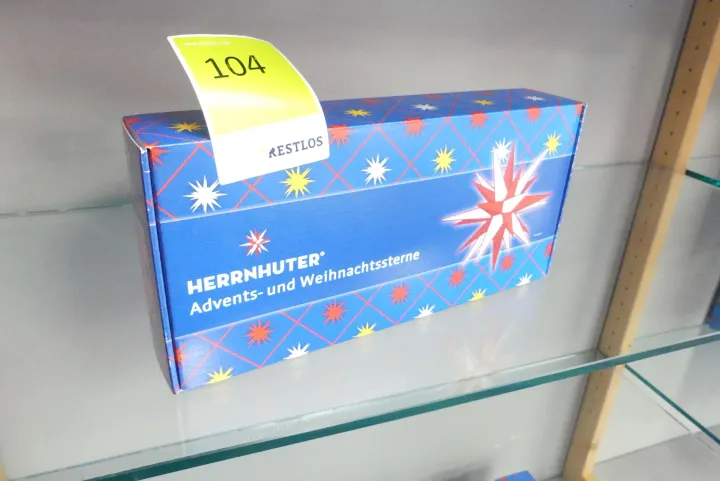 104
RESTLOS
HERRNHUTER®
Advents- und Weihnachtssterne